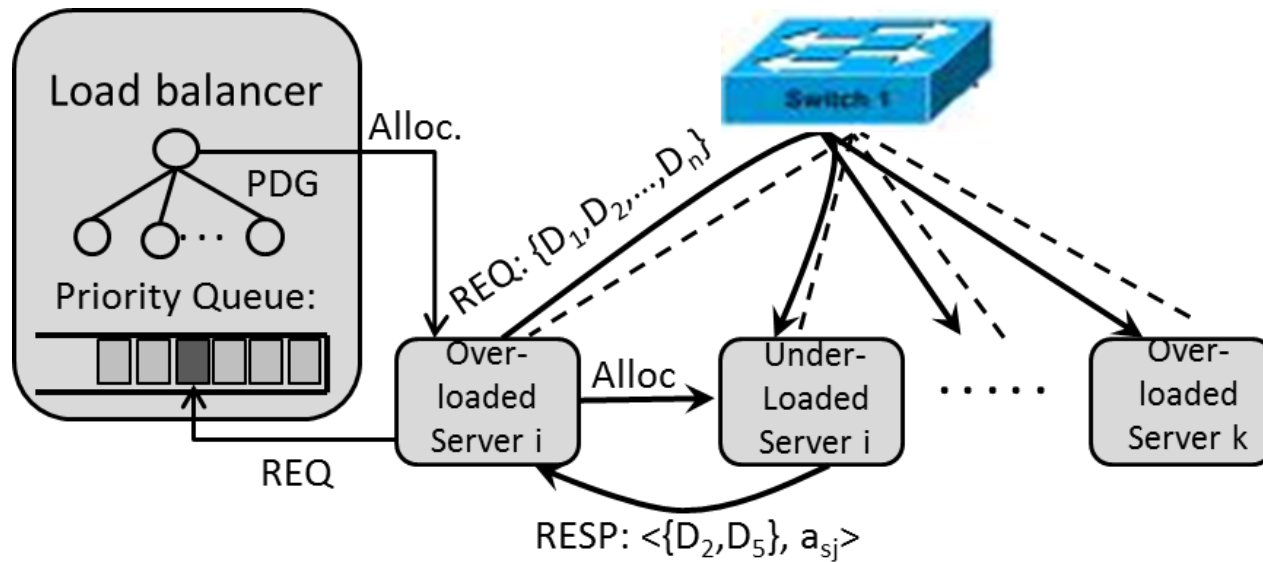 Load balancer
Alloc.
PDG
...
Priority Queue:
Switch 1
REQ: {D₁,D₂,...,Dₙ}
Over-
loaded
Server i
Alloc
Under-
Loaded
Server i
.....
Over-
loaded
Server k
REQ
RESP: <{D₂,D₅}, a_sj>